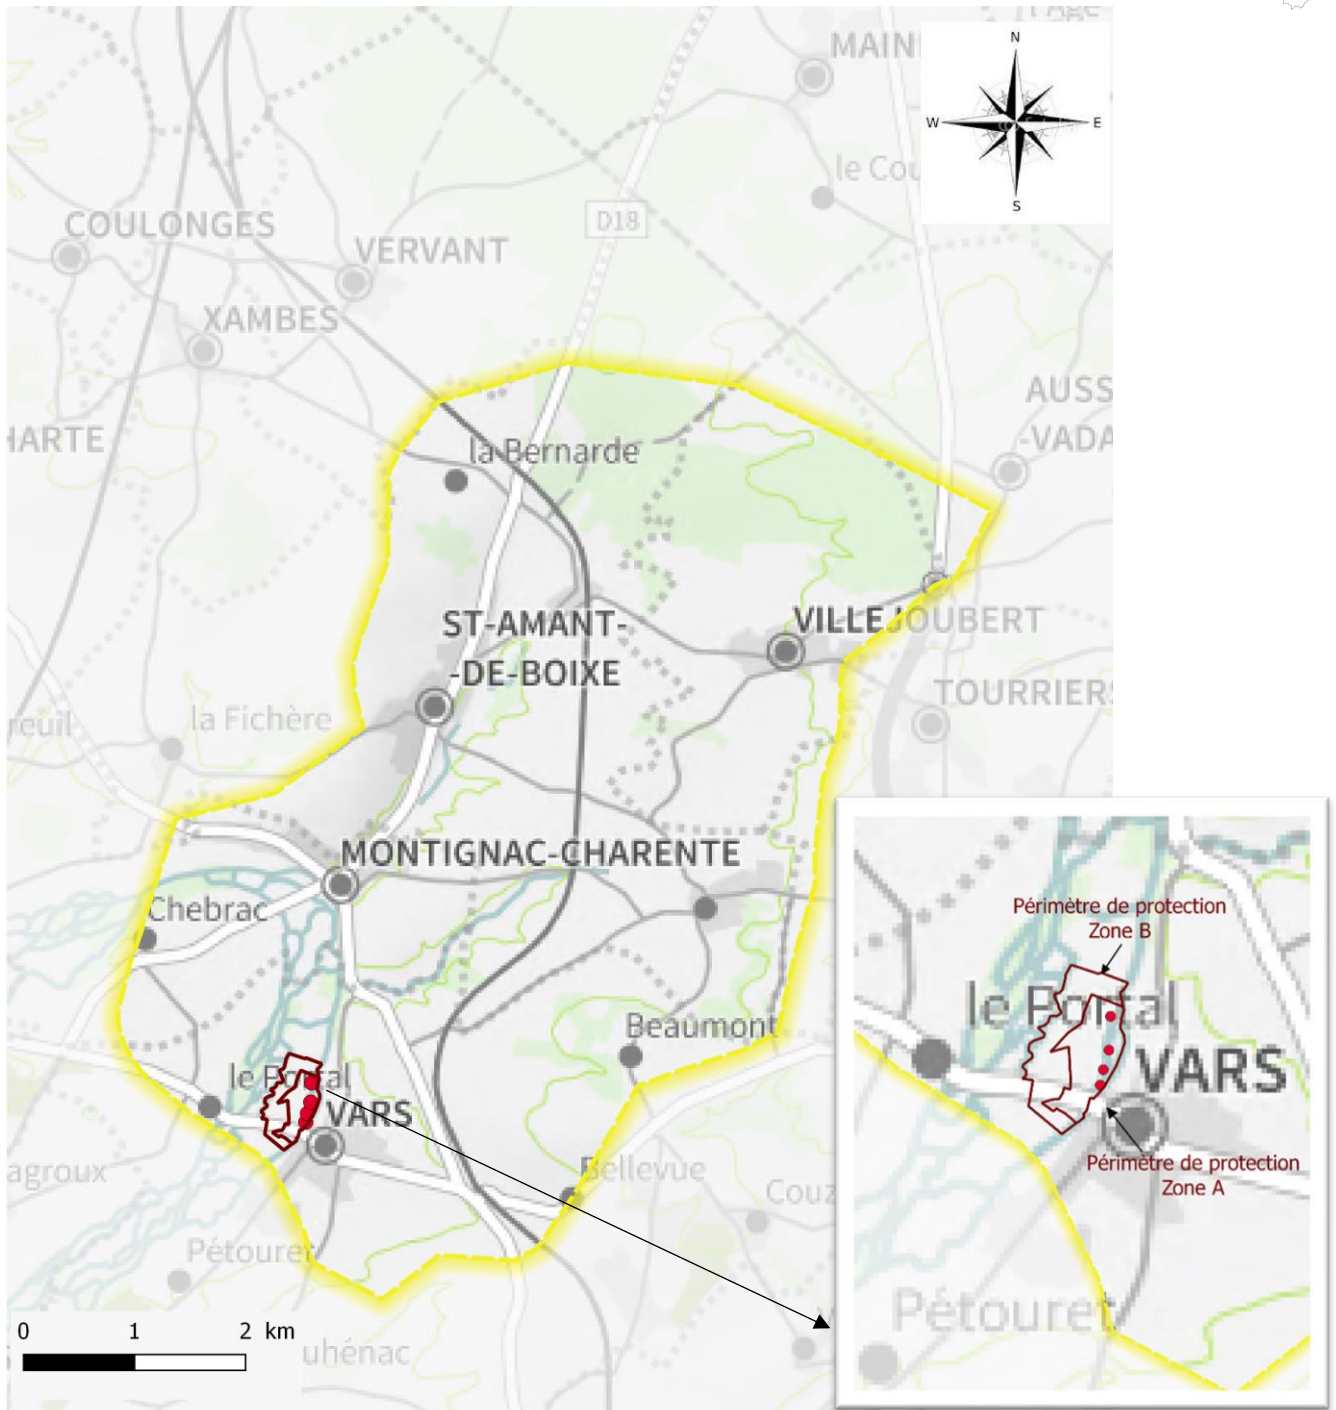 l'Age
N
W
E
S
MAIN
le Cou
D18
COULONGES
VERVANT
XAMBES
AUSS
-VADA
HARTE
la Bernarde
ST-AMANT-
-DE-BOIXE
VILLEJOUBERT
TOURRIERS
reuil
la Fichère
MONTIGNAC-CHARENTE
Chebrac
Beaumont
le Portal
VARS
agroux
Bellevue
Couz
Pétouret
0 1 2 km
uhénac
Périmètre de protection
Zone B
le Portal
VARS
Périmètre de protection
Zone A
Pétouret